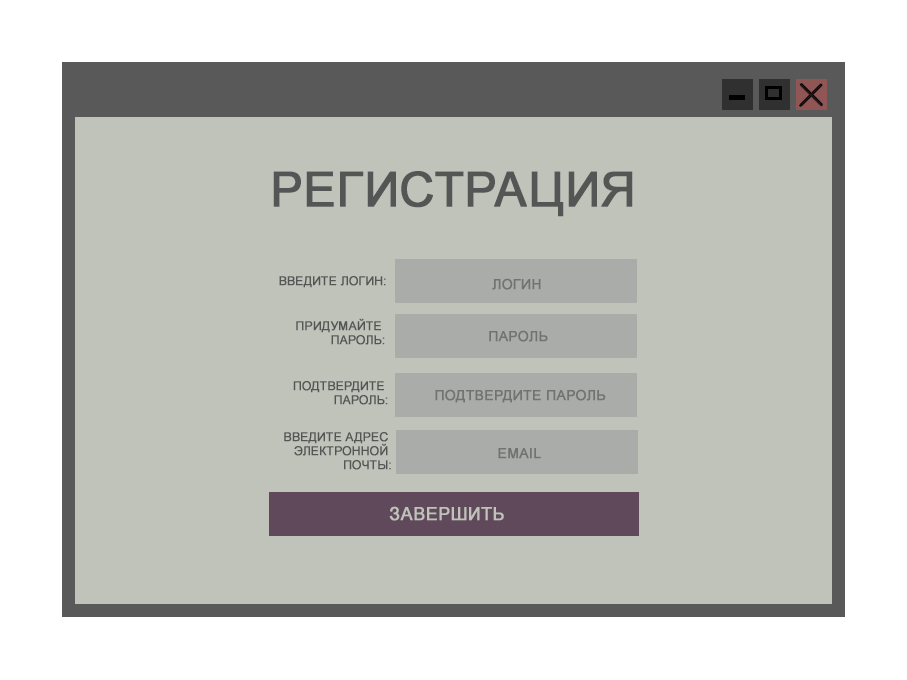 РЕГИСТРАЦИЯ
ВВЕДИТЕ ЛОГИН:
ЛОГИН
ПРИДУМАЙТЕ
ПАРОЛЬ:
ПАРОЛЬ
ПОДТВЕРДИТЕ
ПАРОЛЬ:
ПОДТВЕРДИТЕ ПАРОЛЬ
ВВЕДИТЕ АДРЕС
ЭЛЕКТРОННОЙ
ПОЧТЫ:
EMAIL
ЗАВЕРШИТЬ